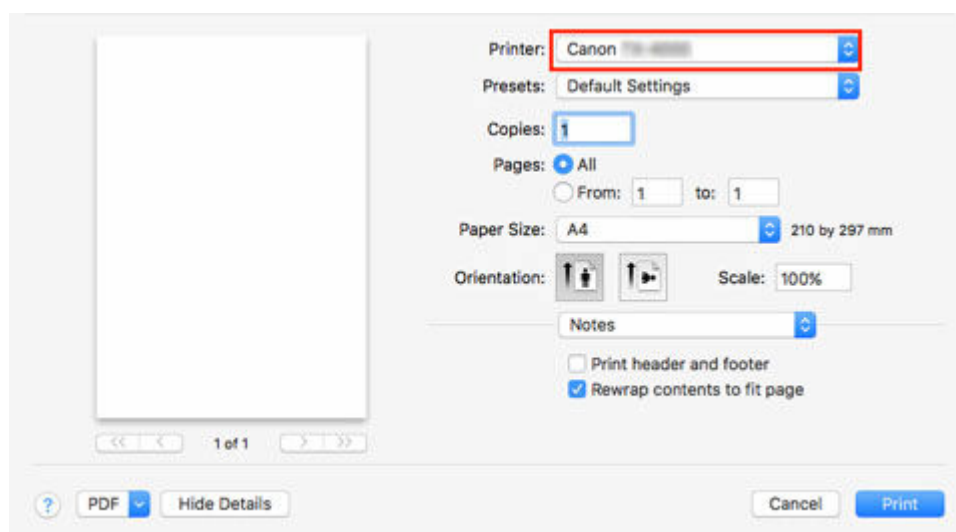 Printer: Canon
Presets: Default Settings
Copies: 1
Pages: All
From: 1 to: 1
Paper Size: A4 210 by 297 mm
Orientation: Scale: 100%
Notes
Print header and footer
Rewrap contents to fit page
<< < 1 of 1 > >>
? PDF Hide Details Cancel Print